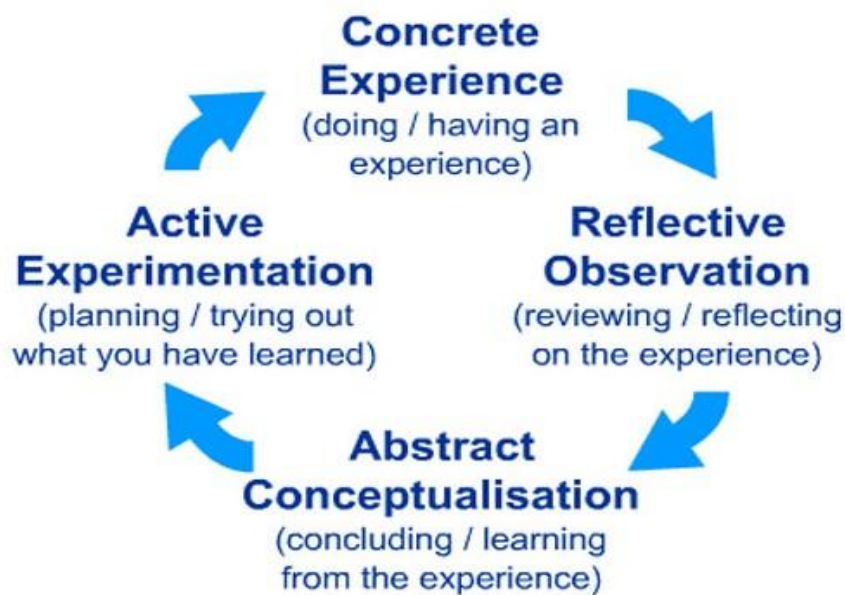 Concrete
Experience
(doing / having an
experience)
Reflective
Observation
(reviewing / reflecting
on the experience)
Abstract
Conceptualisation
(concluding / learning
from the experience)
Active
Experimentation
(planning / trying out
what you have learned)